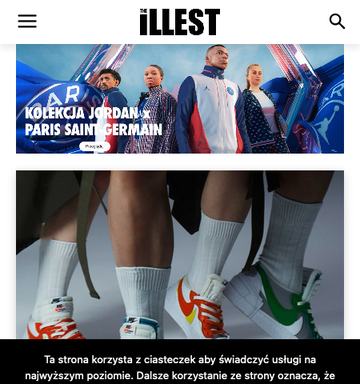 THE
iLLEST
PAR
KOLEKCJA JORDAN x
PARIS SAINT-GERMAIN
Ta strona korzysta z ciasteczek aby świadczyć usługi na
najwyższym poziomie. Dalsze korzystanie ze strony oznacza, że